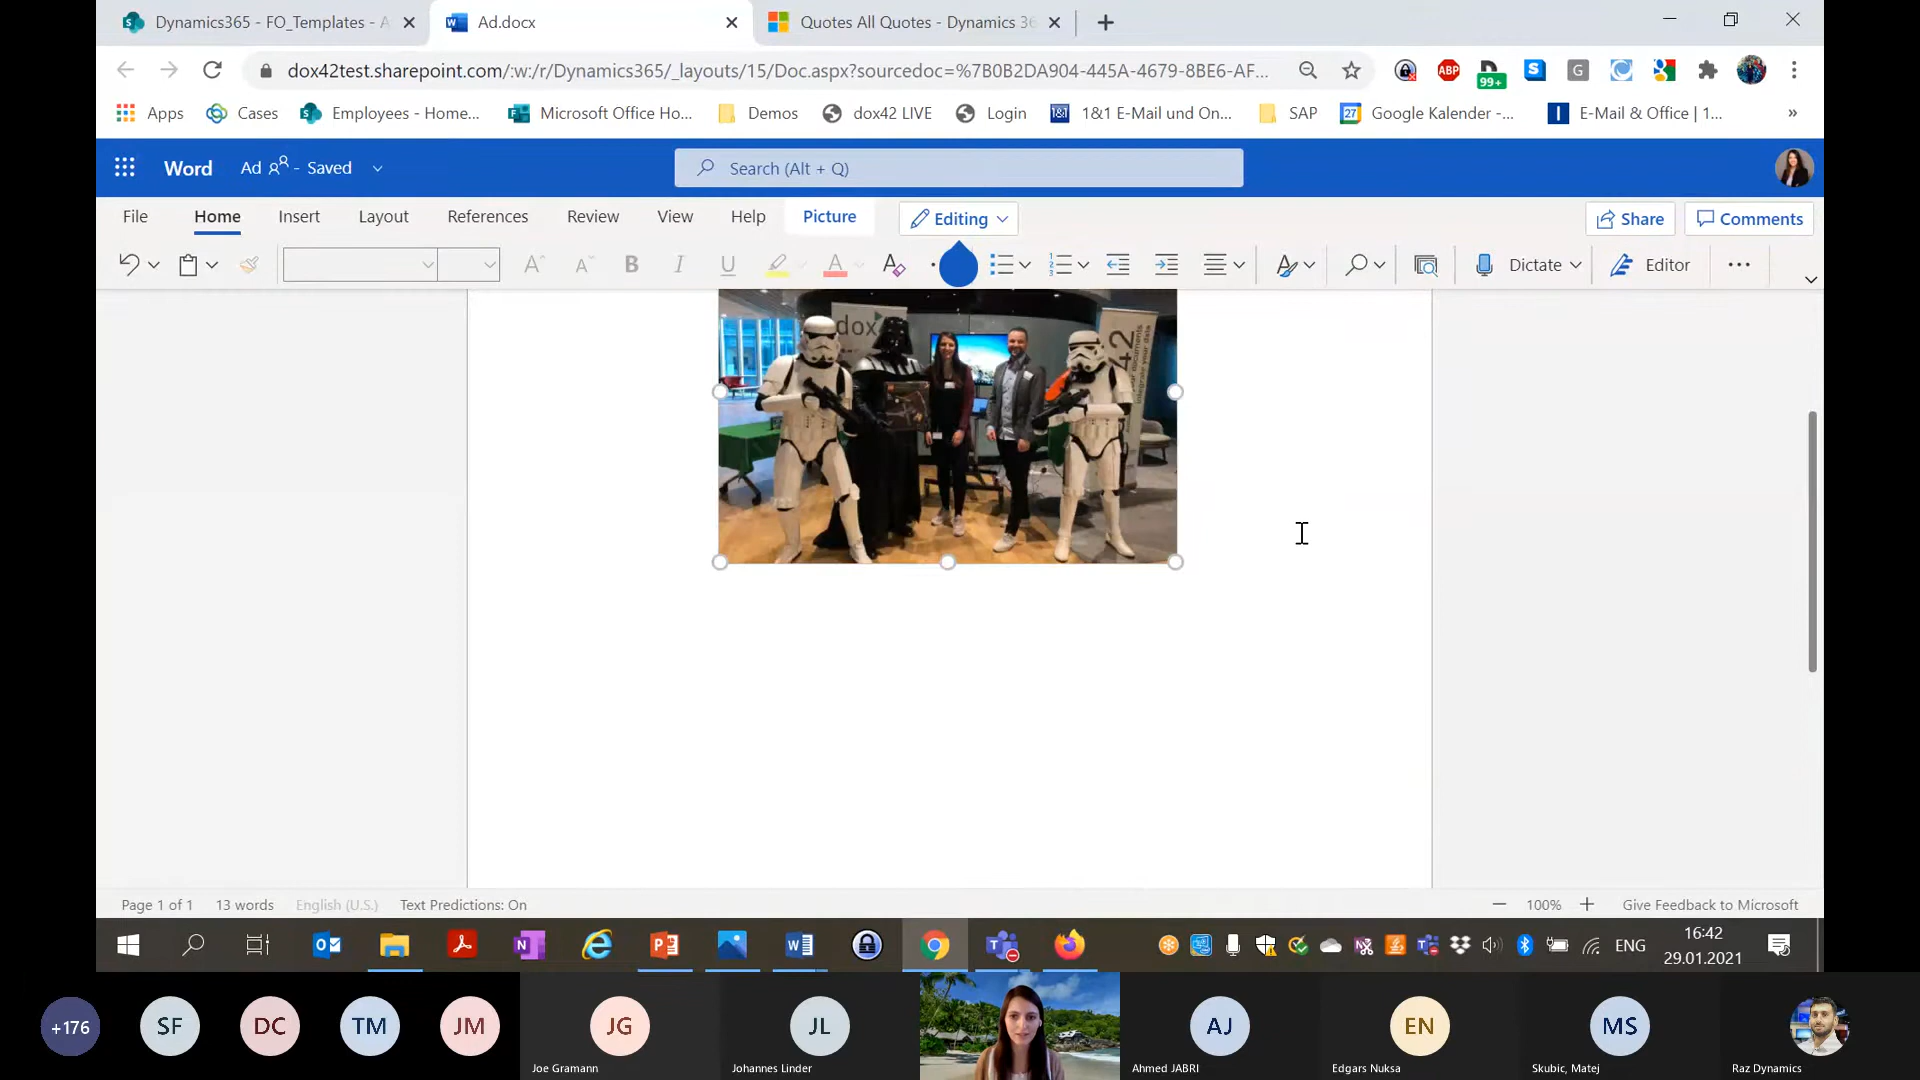 Dynamics365 - FO_Templates - A
Ad.docx
Quotes All Quotes - Dynamics 36
dox42test.sharepoint.com/:w:/r/Dynamics365/_layouts/15/Doc.aspx?sourcedoc=%7B0B2DA904-445A-4679-8BE6-AF...
ABP
99+
Apps
Cases
Employees - Home...
Microsoft Office Ho...
Demos
dox42 LIVE
Login
1&1 E-Mail und On...
SAP
Google Kalender -...
E-Mail & Office | 1...
»
Word
Ad - Saved
Search (Alt + Q)
File
Home
Insert
Layout
References
Review
View
Help
Picture
Editing
Share
Comments
Dictate
Editor
dox
42
Page 1 of 1
13 words
English (U.S.)
Text Predictions: On
100%
Give Feedback to Microsoft
ENG
16:42
29.01.2021
+176
SF
DC
TM
JM
JG
Joe Gramann
JL
Johannes Linder
AJ
Ahmed JABRI
EN
Edgars Nuksa
MS
Skubic, Matej
Raz Dynamics